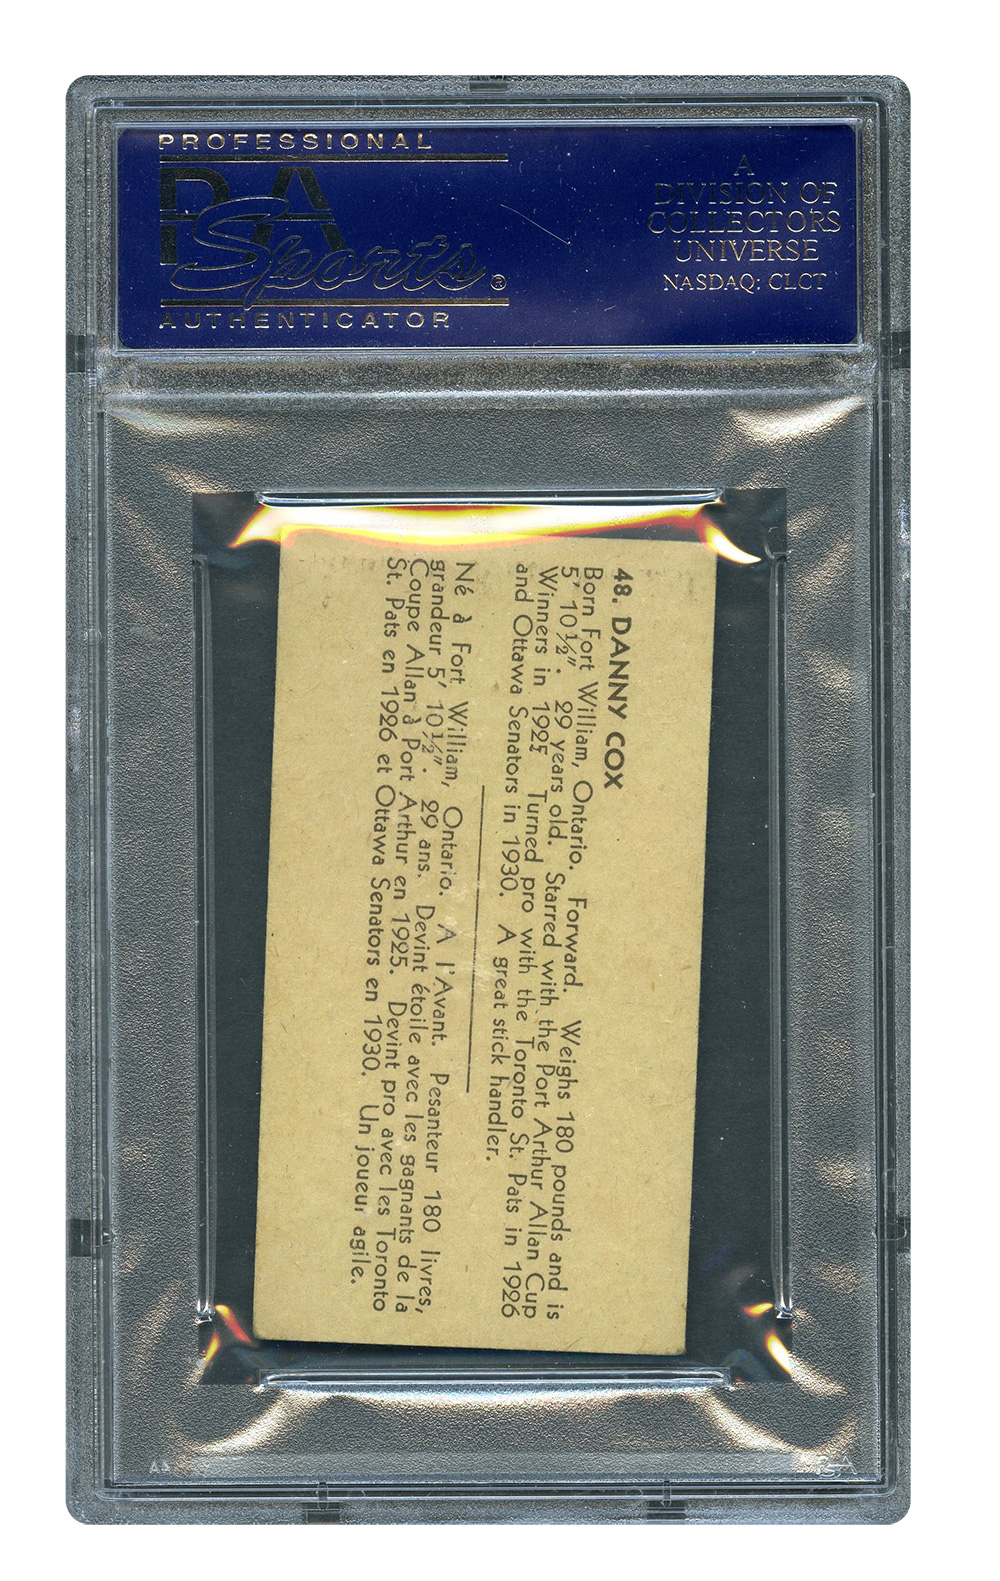 PROFESSIONAL
PSA
Sports®
AUTHENTICATOR
A
DIVISION OF
COLLECTORS
UNIVERSE
NASDAQ: CLCT
48. DANNY COX
Born Fort William, Ontario. Forward. Weighs 180 pounds and is
5' 10½". 29 years old. Starred with the Port Arthur Allan Cup
Winners in 1925 Turned pro with the Toronto St. Pats in 1926
and Ottawa Senators in 1930. A great stick handler.
Né à Fort William, Ontario. A l'Avant. Pesanteur 180 livres,
grandeur 5' 10½". 29 ans. Devint étoile avec les gagnants de la
Coupe Allan à Port Arthur en 1925. Devint pro avec les Toronto
St. Pats en 1926 et Ottawa Senators en 1930. Un joueur agile.
PSA